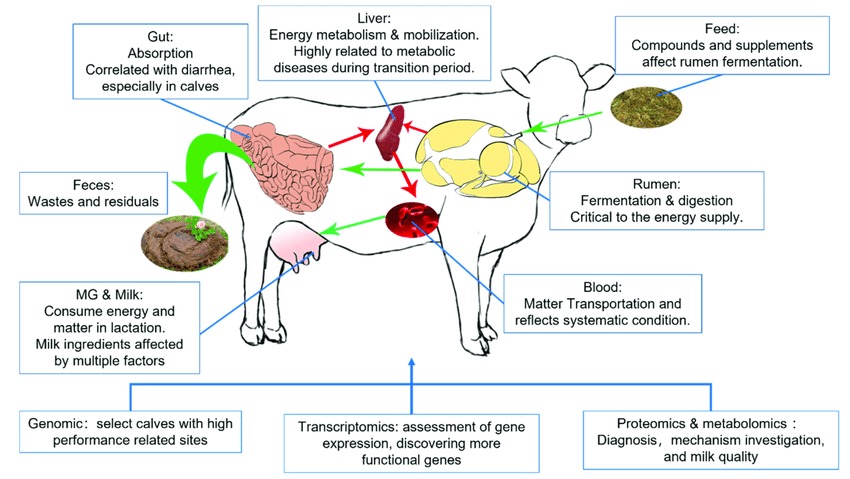 Gut:
Absorption
Correlated with diarrhea,
especially in calves
Liver:
Energy metabolism & mobilization.
Highly related to metabolic
diseases during transition period.
Feed:
Compounds and supplements
affect rumen fermentation.
Feces:
Wastes and residuals
Rumen:
Fermentation & digestion
Critical to the energy supply.
MG & Milk:
Consume energy and
matter in lactation.
Milk ingredients affected
by multiple factors
Blood:
Matter Transportation and
reflects systematic condition.
Genomic：select calves with high
performance related sites
Transcriptomics: assessment of gene
expression, discovering more
functional genes
Proteomics & metabolomics：
Diagnosis，mechanism investigation,
and milk quality